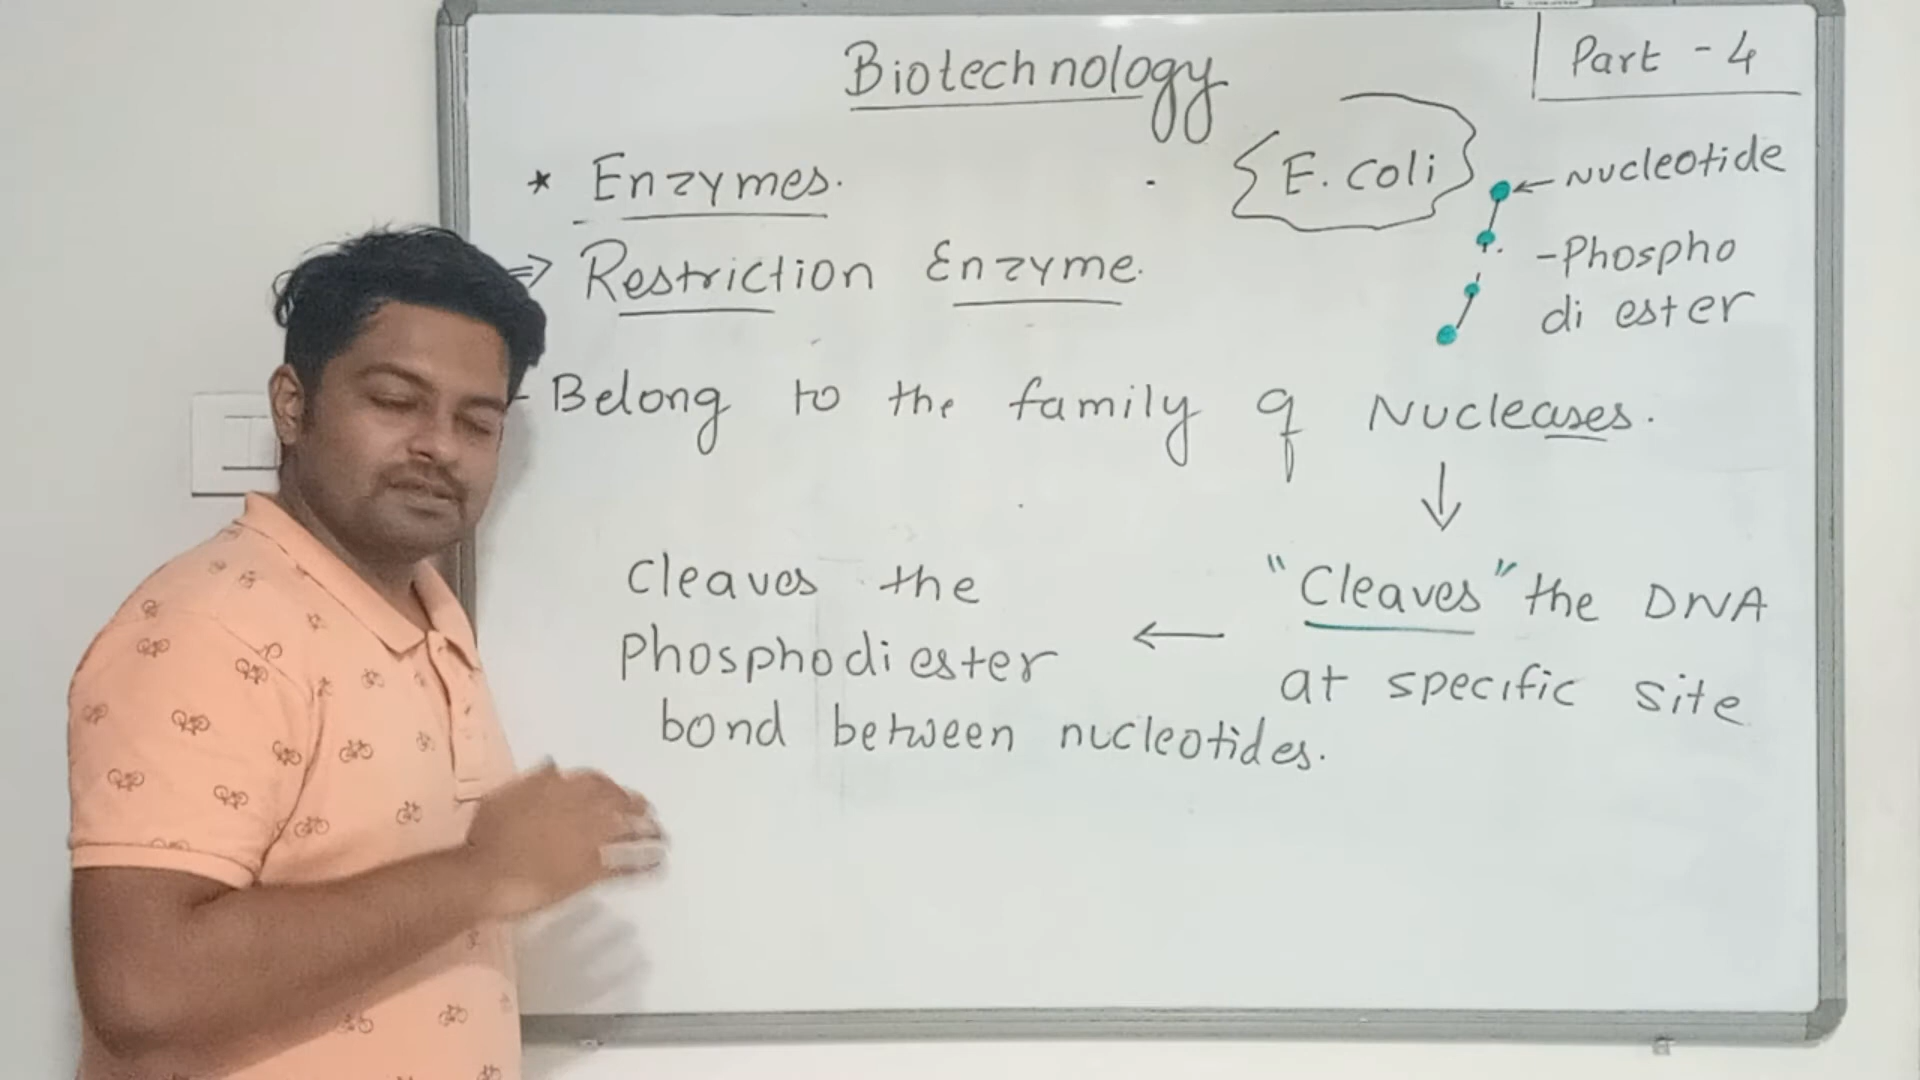 Biotechnology
Part - 4
* Enzymes.
{E. coli}
← Nucleotide
⇒ Restriction Enzyme.
- Phospho
di ester
- Belong to the family of Nucleases.
↓
"Cleaves" the DNA
at specific site
←
Cleaves the
Phosphodiester
bond between nucleotides.